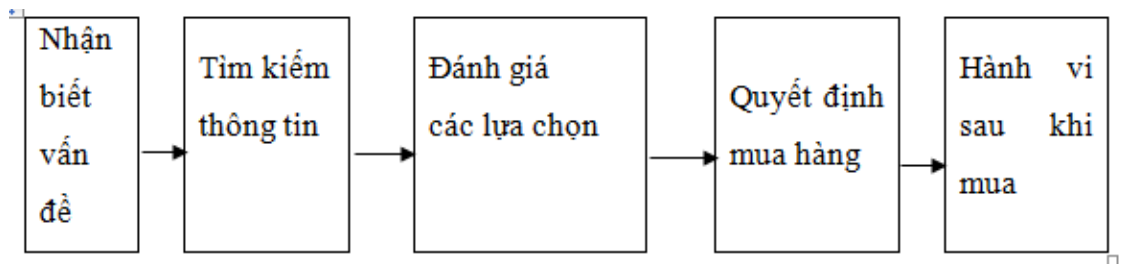 Nhận
biết
vấn
đề
Tìm kiếm
thông tin
Đánh giá
các lựa chọn
Quyết định
mua hàng
Hành vi
sau khi
mua